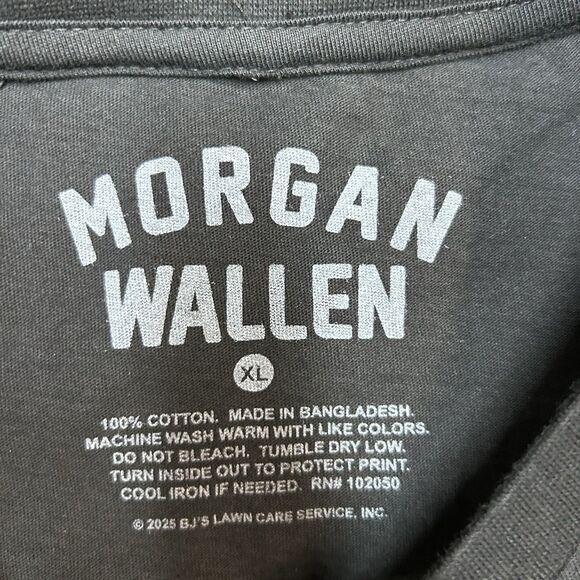 MORGAN
WALLEN
XL
100% COTTON. MADE IN BANGLADESH.
MACHINE WASH WARM WITH LIKE COLORS.
DO NOT BLEACH. TUMBLE DRY LOW.
TURN INSIDE OUT TO PROTECT PRINT.
COOL IRON IF NEEDED. RN# 102050
© 2025 BJ'S LAWN CARE SERVICE, INC.